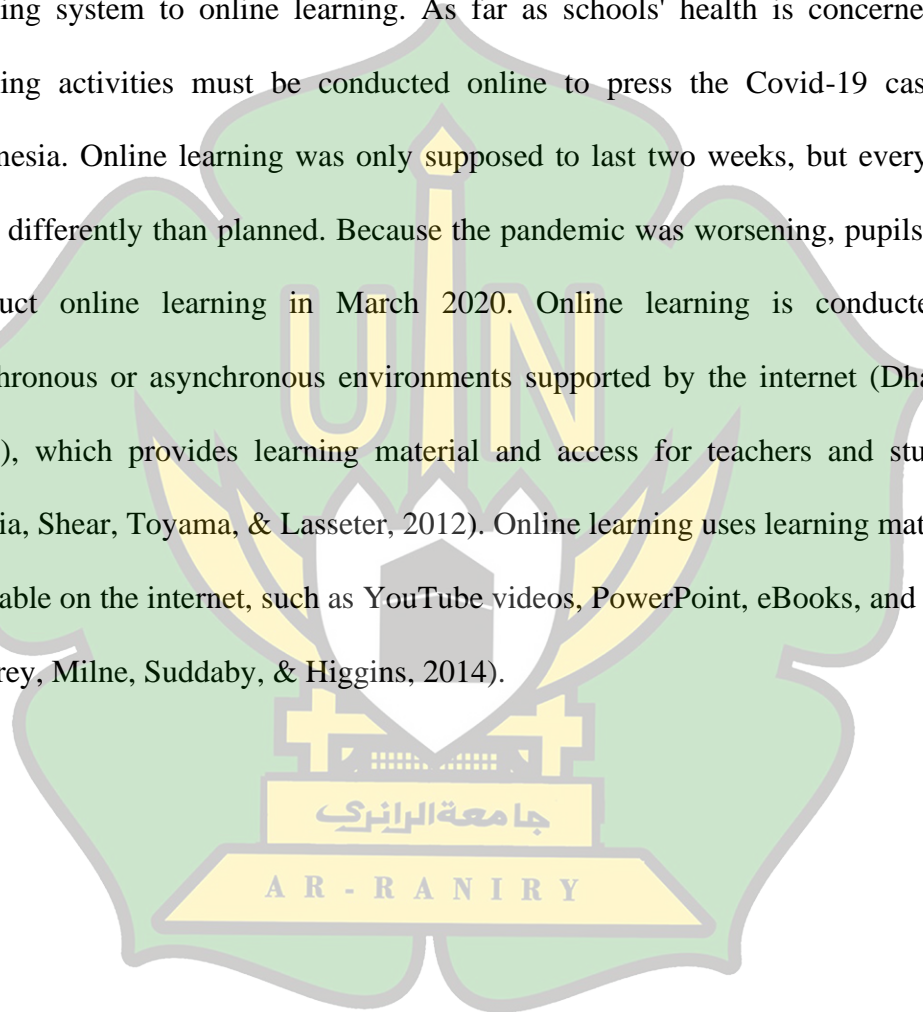 ing system to online learning. As far as schools' health is concerne
ing activities must be conducted online to press the Covid-19 cas
nesia. Online learning was only supposed to last two weeks, but every
differently than planned. Because the pandemic was worsening, pupils
uct online learning in March 2020. Online learning is conducte
hronous or asynchronous environments supported by the internet (Dha
), which provides learning material and access for teachers and stu
ia, Shear, Toyama, & Lasseter, 2012). Online learning uses learning mat
able on the internet, such as YouTube videos, PowerPoint, eBooks, and
rey, Milne, Suddaby, & Higgins, 2014).
UIN
جامعة الرانري
AR-RANIRY